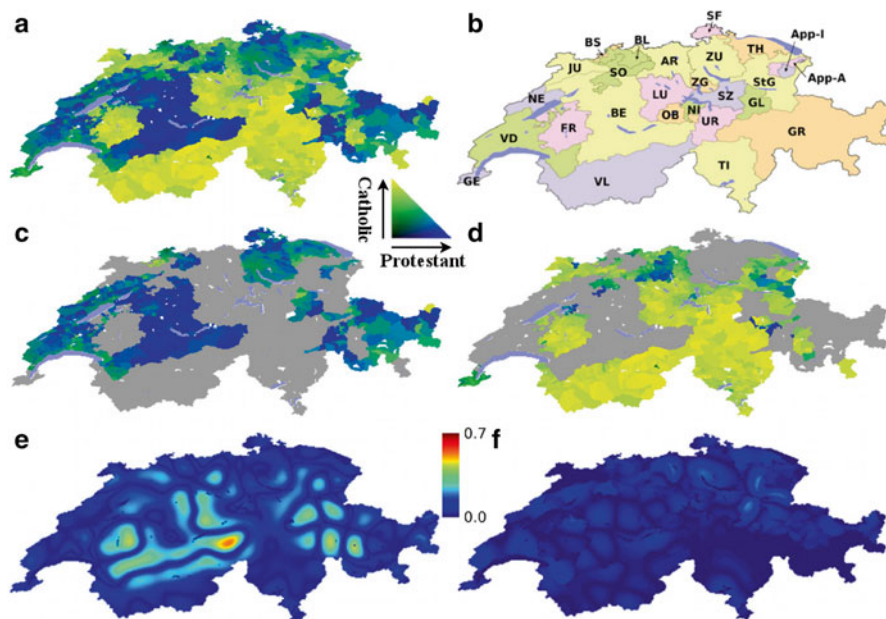 a
b
SF
BS
BL
TH
App-I
JU
AR
ZU
SO
ZG
StG
App-A
NE
LU
SZ
BE
NI
GL
OB
FR
UR
VD
GR
GE
VL
TI
Catholic
Protestant
c
d
e
0.7
f
0.0